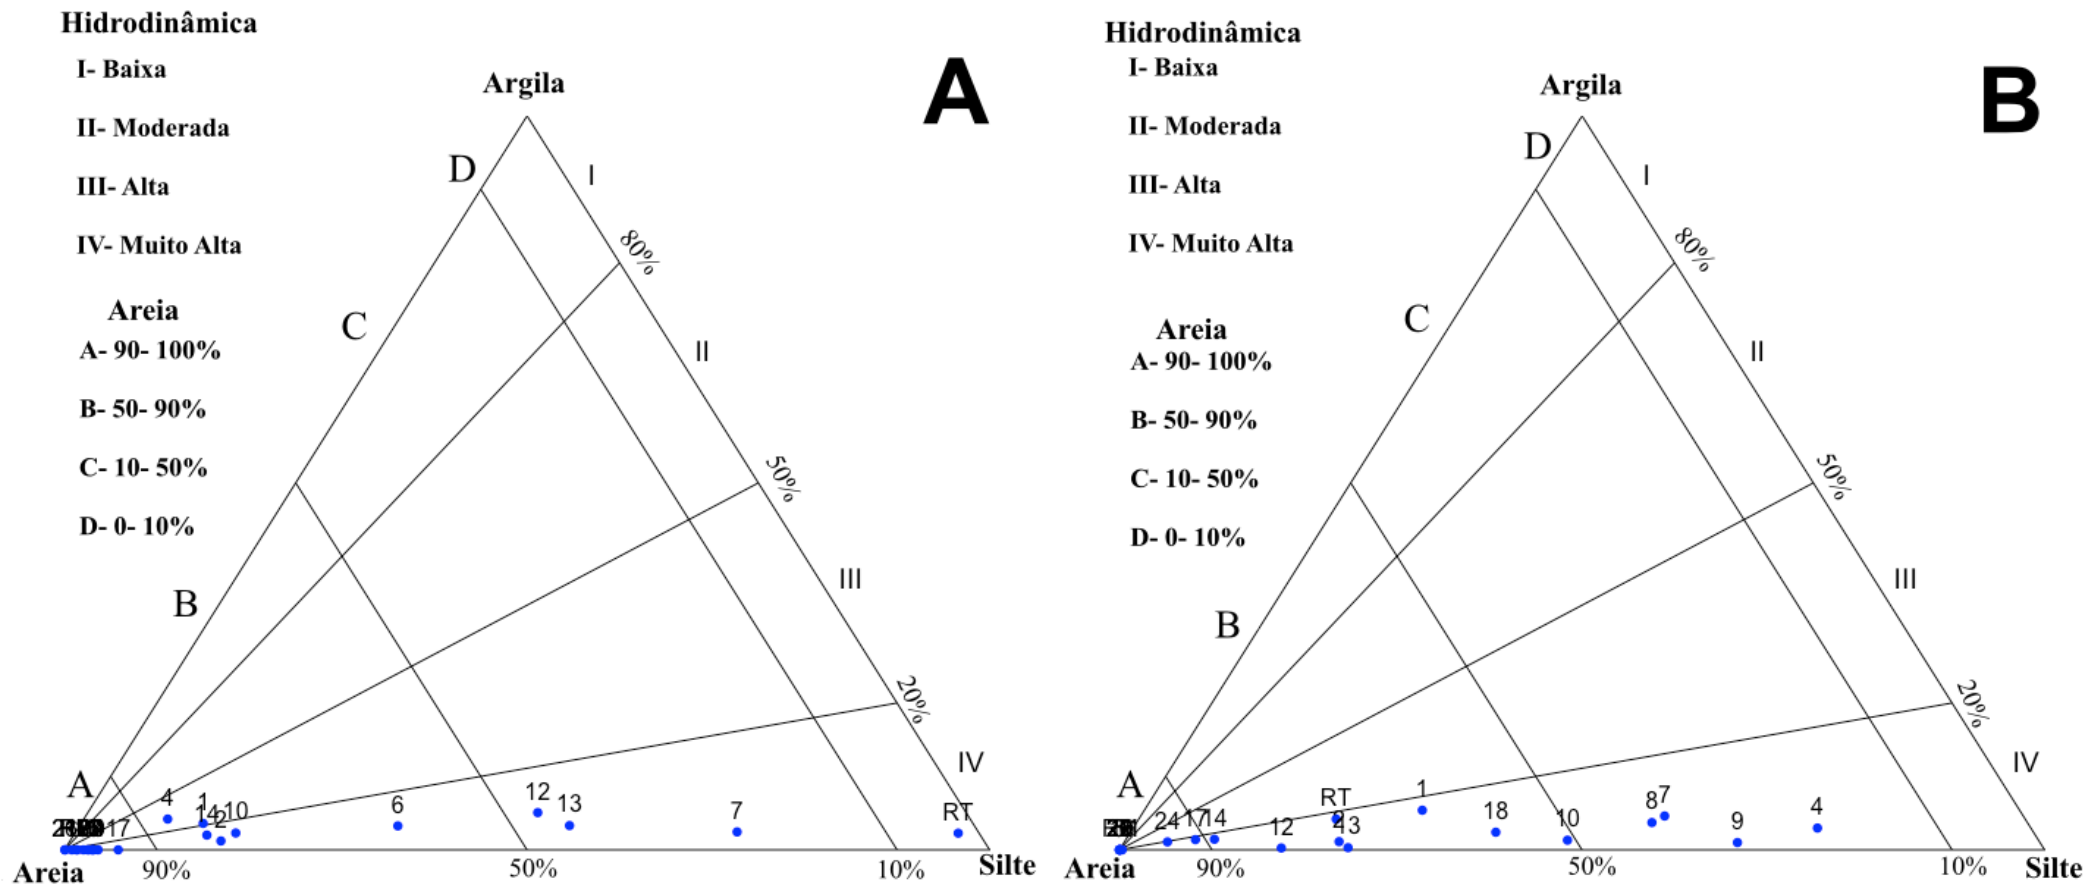 Hidrodinâmica
I- Baixa
II- Moderada
III- Alta
IV- Muito Alta
Areia
A- 90- 100%
B- 50- 90%
C- 10- 50%
D- 0- 10%
A
Argila
D
I
80%
C
II
50%
B
III
20%
IV
A
4
1
14
2
10
6
12
13
7
RT
17
Areia
90%
50%
10%
Silte
Hidrodinâmica
I- Baixa
II- Moderada
III- Alta
IV- Muito Alta
Areia
A- 90- 100%
B- 50- 90%
C- 10- 50%
D- 0- 10%
B
Argila
D
I
80%
C
II
50%
B
III
20%
IV
A
24
17
14
12
RT
1
18
10
8
7
9
4
Areia
90%
50%
10%
Silte